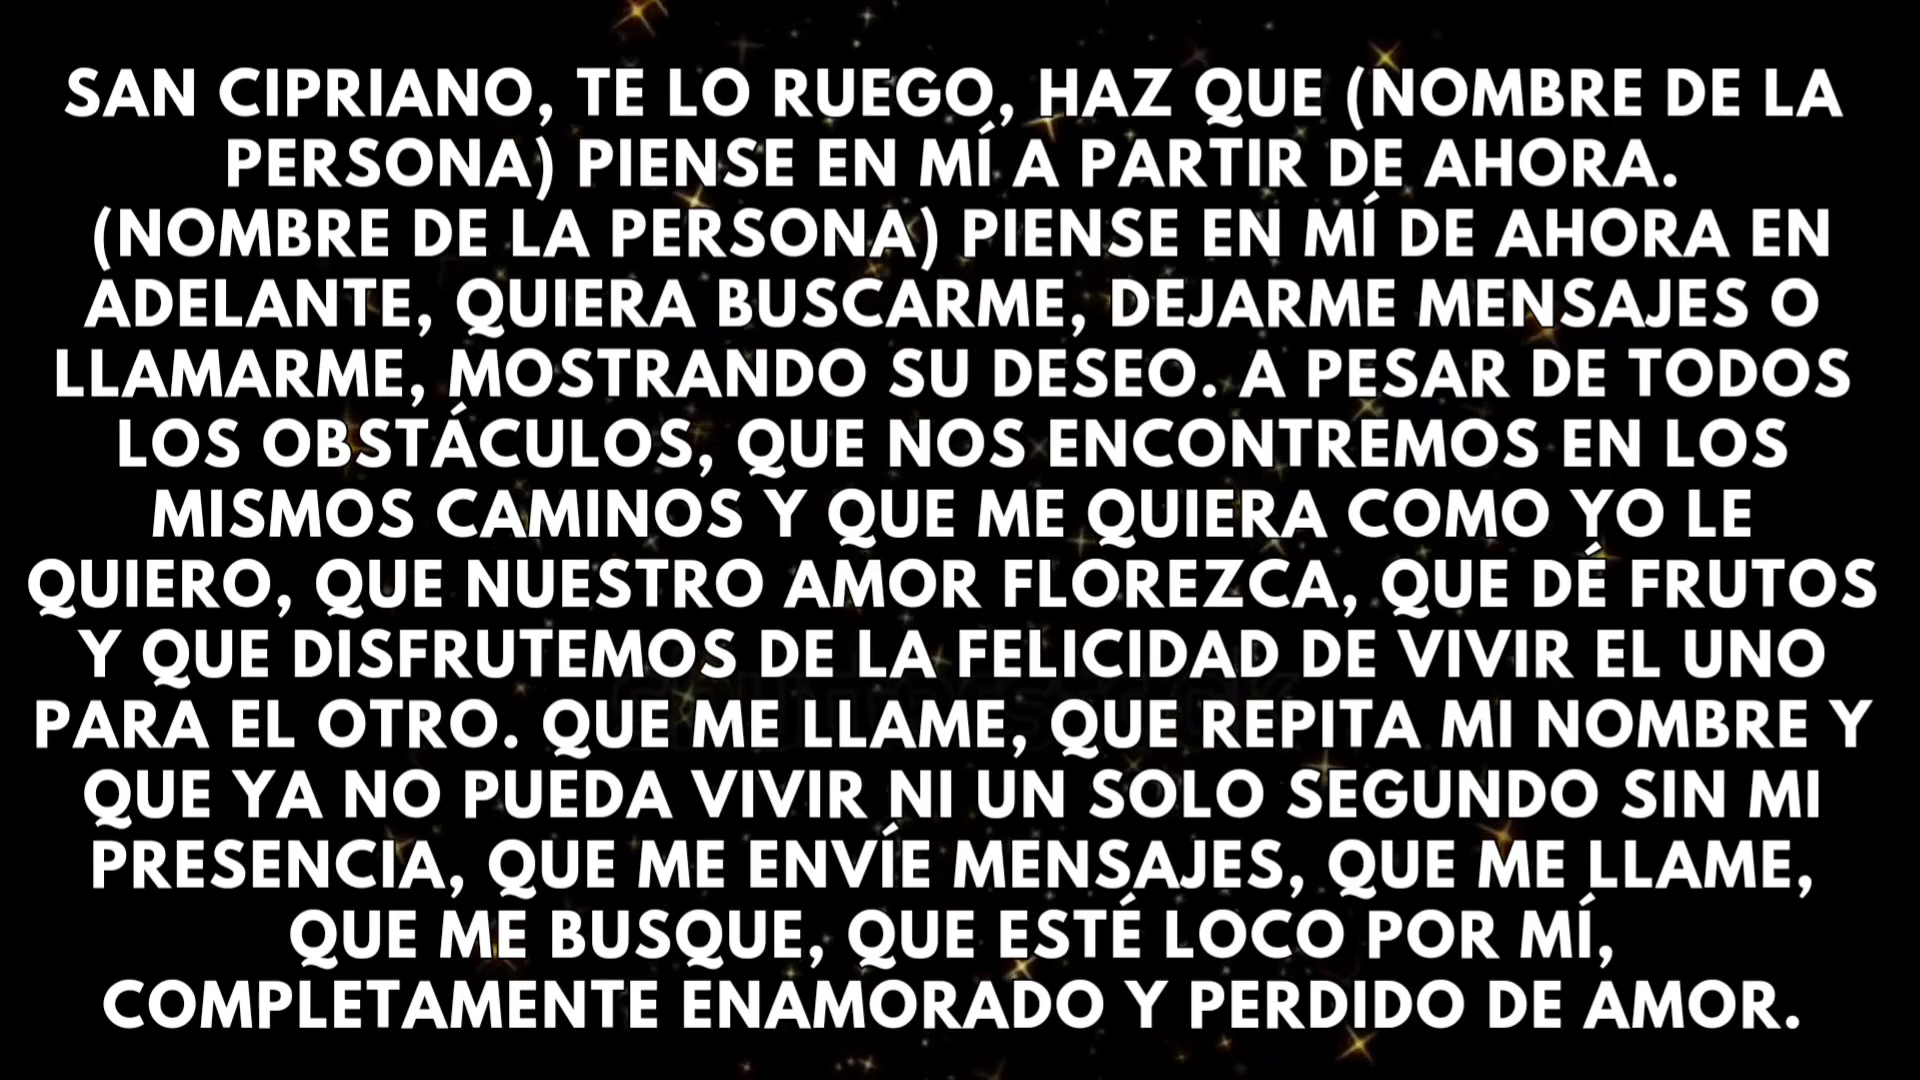 SAN CIPRIANO, TE LO RUEGO, HAZ QUE (NOMBRE DE LA
PERSONA) PIENSE EN MÍ A PARTIR DE AHORA.
(NOMBRE DE LA PERSONA) PIENSE EN MÍ DE AHORA EN
ADELANTE, QUIERA BUSCARME, DEJARME MENSAJES O
LLAMARME, MOSTRANDO SU DESEO. A PESAR DE TODOS
LOS OBSTÁCULOS, QUE NOS ENCONTREMOS EN LOS
MISMOS CAMINOS Y QUE ME QUIERA COMO YO LE
QUIERO, QUE NUESTRO AMOR FLOREZCA, QUE DÉ FRUTOS
Y QUE DISFRUTEMOS DE LA FELICIDAD DE VIVIR EL UNO
PARA EL OTRO. QUE ME LLAME, QUE REPITA MI NOMBRE Y
QUE YA NO PUEDA VIVIR NI UN SOLO SEGUNDO SIN MI
PRESENCIA, QUE ME ENVÍE MENSAJES, QUE ME LLAME,
QUE ME BUSQUE, QUE ESTÉ LOCO POR MÍ,
COMPLETAMENTE ENAMORADO Y PERDIDO DE AMOR.